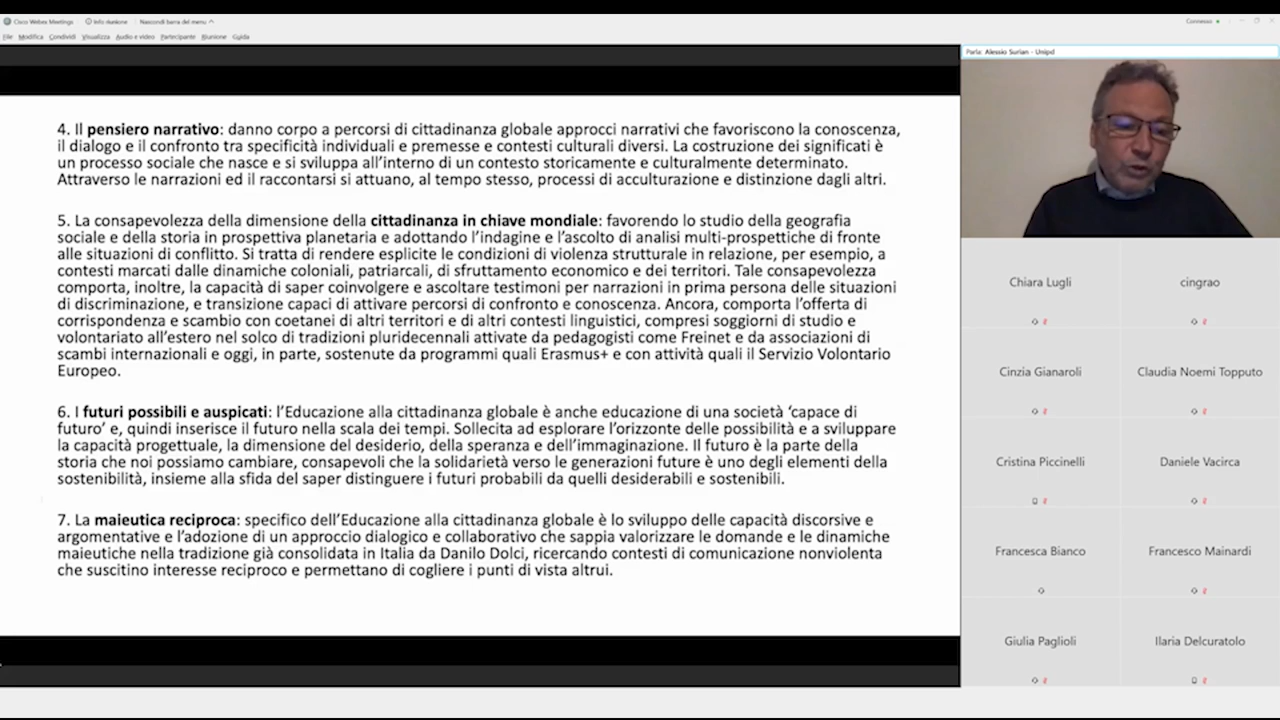 Cisco Webex Meetings
Info riunione
Nascondi barra del menu
Connesso
File Modifica Condividi Visualizza Audio e video Partecipante Riunione Guida
Parla: Alessio Surian - Unipd
4. Il pensiero narrativo: danno corpo a percorsi di cittadinanza globale approcci narrativi che favoriscono la conoscenza,
il dialogo e il confronto tra specificità individuali e premesse e contesti culturali diversi. La costruzione dei significati è
un processo sociale che nasce e si sviluppa all'interno di un contesto storicamente e culturalmente determinato.
Attraverso le narrazioni ed il raccontarsi si attuano, al tempo stesso, processi di acculturazione e distinzione dagli altri.
5. La consapevolezza della dimensione della cittadinanza in chiave mondiale: favorendo lo studio della geografia
sociale e della storia in prospettiva planetaria e adottando l'indagine e l'ascolto di analisi multi-prospettiche di fronte
alle situazioni di conflitto. Si tratta di rendere esplicite le condizioni di violenza strutturale in relazione, per esempio, a
contesti marcati dalle dinamiche coloniali, patriarcali, di sfruttamento economico e dei territori. Tale consapevolezza
comporta, inoltre, la capacità di saper coinvolgere e ascoltare testimoni per narrazioni in prima persona delle situazioni
di discriminazione, e transizione capaci di attivare percorsi di confronto e conoscenza. Ancora, comporta l'offerta di
corrispondenza e scambio con coetanei di altri territori e di altri contesti linguistici, compresi soggiorni di studio e
volontariato all'estero nel solco di tradizioni pluridecennali attivate da pedagogisti come Freinet e da associazioni di
scambi internazionali e oggi, in parte, sostenute da programmi quali Erasmus+ e con attività quali il Servizio Volontario
Europeo.
6. I futuri possibili e auspicati: l'Educazione alla cittadinanza globale è anche educazione di una società 'capace di
futuro' e, quindi inserisce il futuro nella scala dei tempi. Sollecita ad esplorare l'orizzonte delle possibilità e a sviluppare
la capacità progettuale, la dimensione del desiderio, della speranza e dell'immaginazione. Il futuro è la parte della
storia che noi possiamo cambiare, consapevoli che la solidarietà verso le generazioni future è uno degli elementi della
sostenibilità, insieme alla sfida del saper distinguere i futuri probabili da quelli desiderabili e sostenibili.
7. La maieutica reciproca: specifico dell'Educazione alla cittadinanza globale è lo sviluppo delle capacità discorsive e
argomentative e l'adozione di un approccio dialogico e collaborativo che sappia valorizzare le domande e le dinamiche
maieutiche nella tradizione già consolidata in Italia da Danilo Dolci, ricercando contesti di comunicazione nonviolenta
che suscitino interesse reciproco e permettano di cogliere i punti di vista altrui.
Chiara Lugli
cingrao
Cinzia Gianaroli
Claudia Noemi Topputo
Cristina Piccinelli
Daniele Vacirca
Francesca Bianco
Francesco Mainardi
Giulia Paglioli
Ilaria Delcuratolo